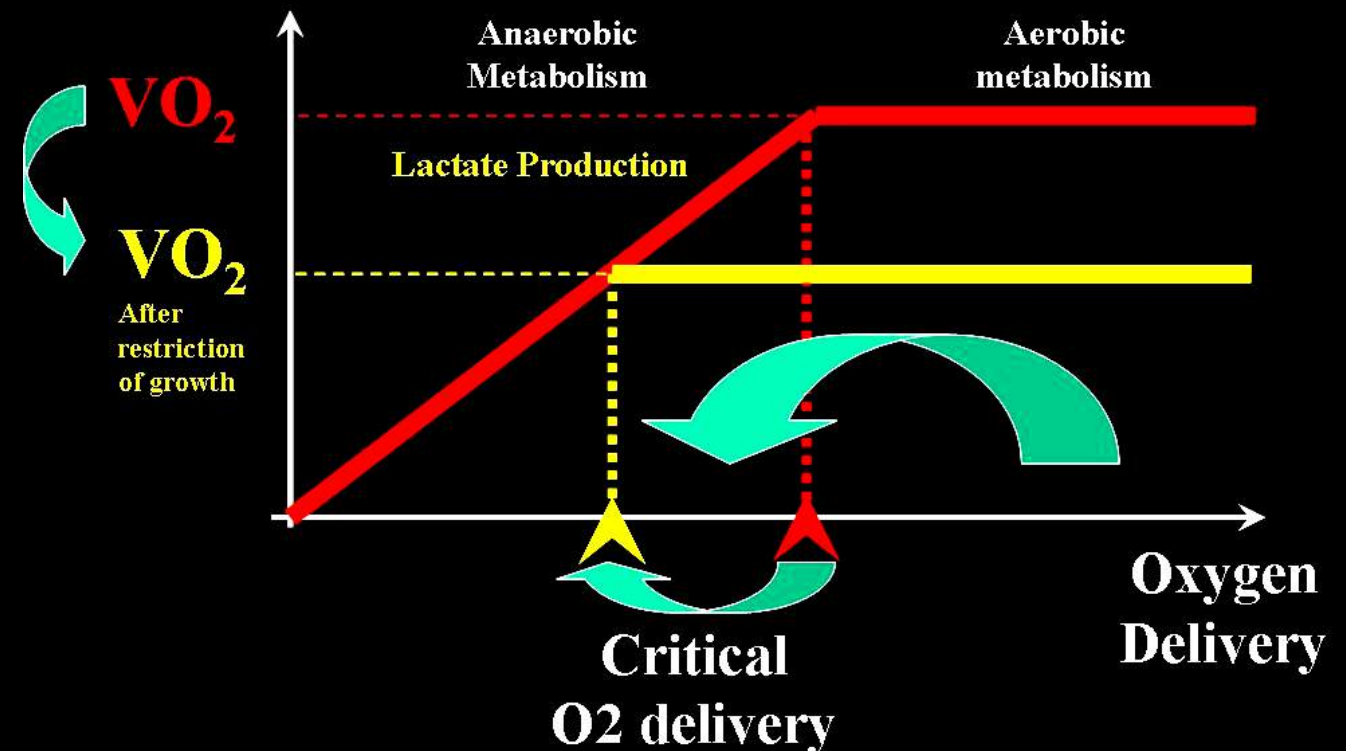 Anaerobic
Metabolism
Aerobic
metabolism
VO₂
Lactate Production
VO₂
After
restriction
of growth
Oxygen
Delivery
Critical
O2 delivery